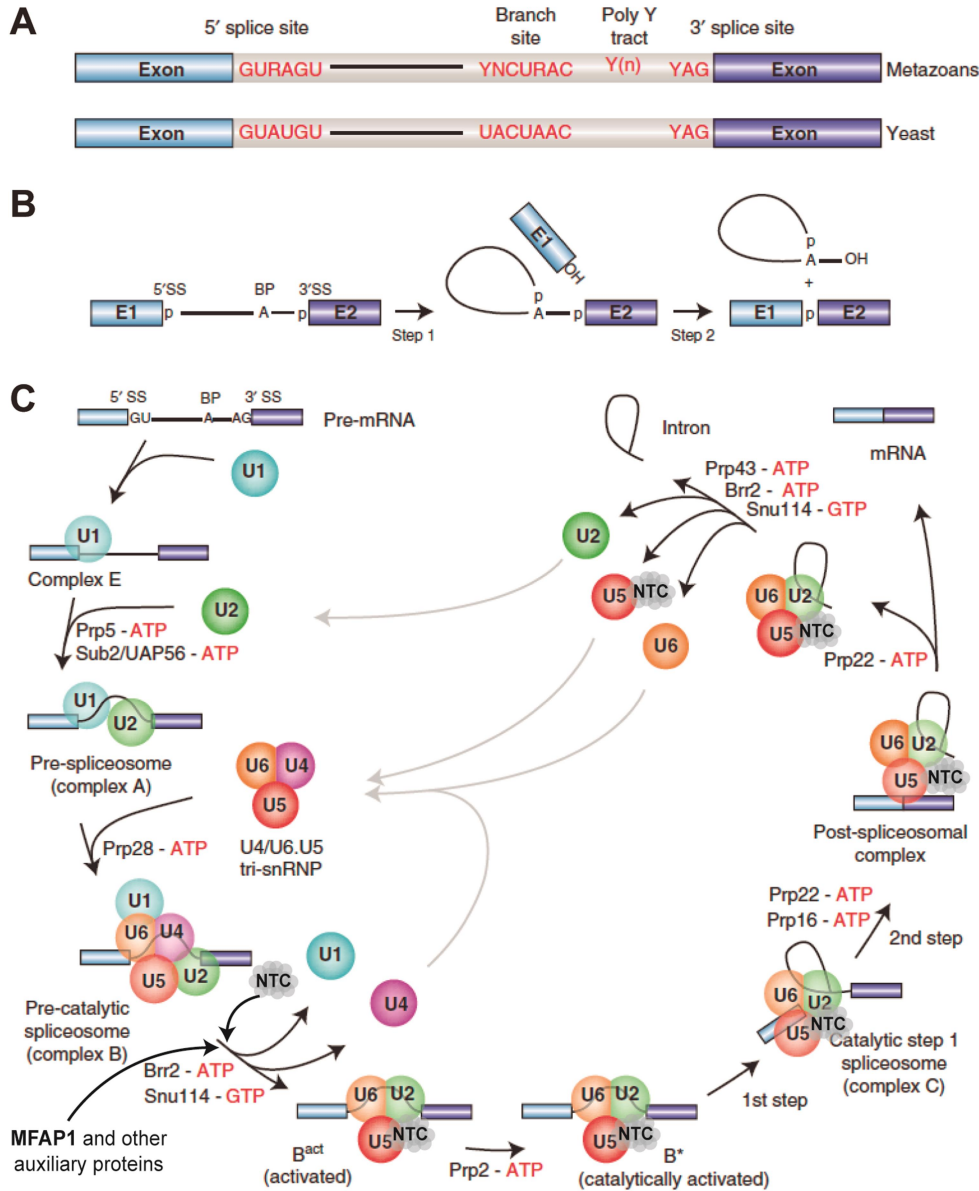 A
5′ splice site
Branch
site
Poly Y
tract
3′ splice site
Exon GURAGU YNCURAC Y(n) YAG Exon Metazoans
Exon GUAUGU UACUAAC YAG Exon Yeast
B
E1 5′SS p BP A 3′SS p E2
Step 1
E1 OH p A p E2
Step 2
p A OH
+
E1 p E2
C
5′ SS BP 3′ SS
GU A AG
Pre-mRNA
U1
U1
Complex E
U2
Prp5 - ATP
Sub2/UAP56 - ATP
U1 U2
Pre-spliceosome
(complex A)
U6 U4
U5
U4/U6.U5
tri-snRNP
Prp28 - ATP
U1
U6 U4
U5 U2
Pre-catalytic
spliceosome
(complex B)
NTC
U1
U4
Brr2 - ATP
Snu114 - GTP
MFAP1 and other
auxiliary proteins
U6 U2
U5 NTC
Bact
(activated)
Prp2 - ATP
U6 U2
U5 NTC
B*
(catalytically activated)
1st step
U6 U2
U5 NTC
Catalytic step 1
spliceosome
(complex C)
Prp22 - ATP
Prp16 - ATP
2nd step
U6 U2
U5 NTC
Post-spliceosomal
complex
Prp22 - ATP
mRNA
U6 U2
U5 NTC
Intron
Prp43 - ATP
Brr2 - ATP
Snu114 - GTP
U2
U5 NTC
U6